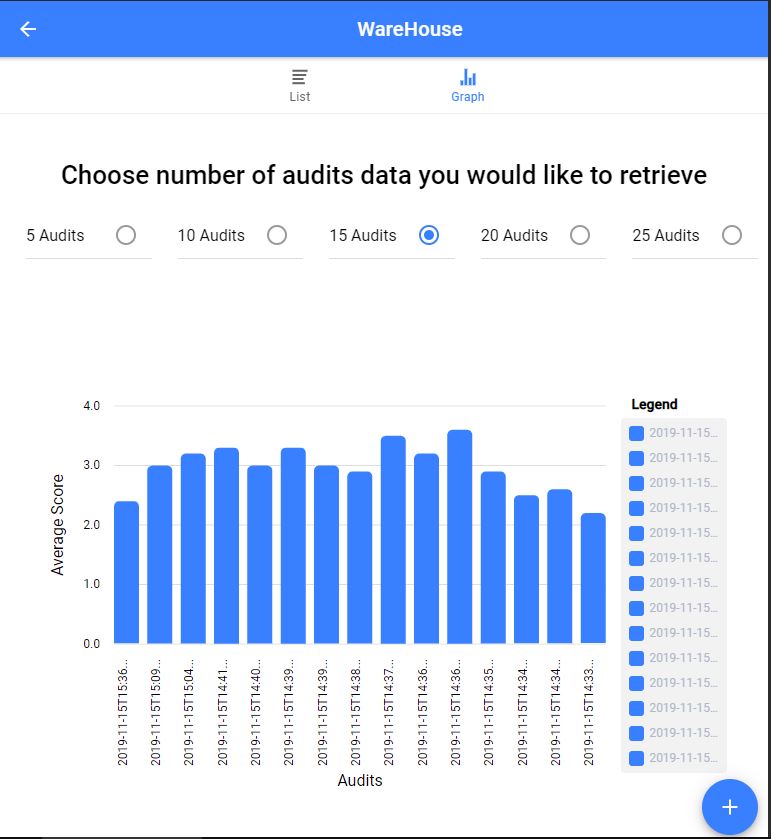 WareHouse
List
Graph
Choose number of audits data you would like to retrieve
5 Audits
10 Audits
15 Audits
20 Audits
25 Audits
4.0
3.0
2.0
1.0
0.0
Average Score
2019-11-15T15:36...
2019-11-15T15:09...
2019-11-15T15:04...
2019-11-15T14:41...
2019-11-15T14:40...
2019-11-15T14:39...
2019-11-15T14:39...
2019-11-15T14:38...
2019-11-15T14:37...
2019-11-15T14:36...
2019-11-15T14:36...
2019-11-15T14:35...
2019-11-15T14:34...
2019-11-15T14:34...
2019-11-15T14:33...
Audits
Legend
2019-11-15...
2019-11-15...
2019-11-15...
2019-11-15...
2019-11-15...
2019-11-15...
2019-11-15...
2019-11-15...
2019-11-15...
2019-11-15...
2019-11-15...
2019-11-15...
2019-11-15...
2019-11-15...